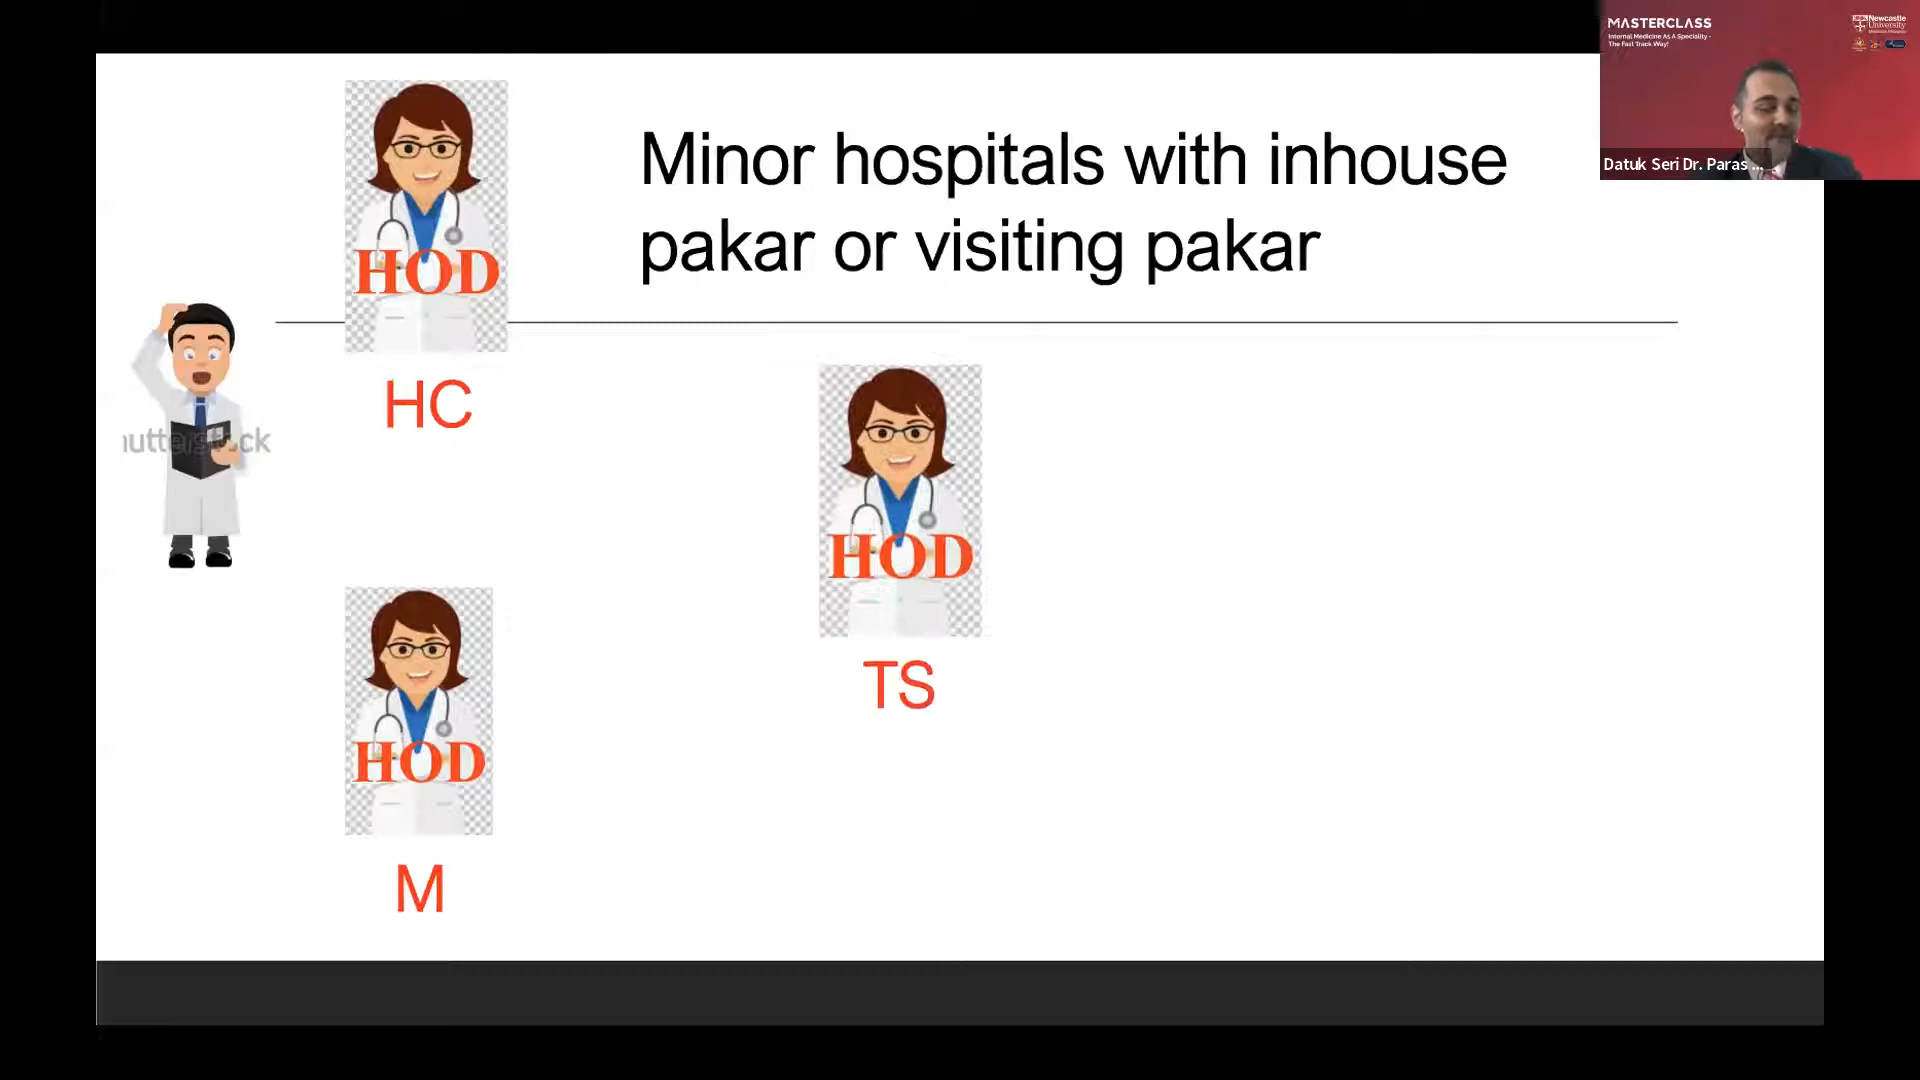 MASTERCLASS
Internal Medicine As A Speciality -
The Fast Track Way!
Newcastle
University
Datuk Seri Dr. Paras ...
Minor hospitals with inhouse
pakar or visiting pakar
HOD
HC
utterstock
HOD
TS
HOD
M